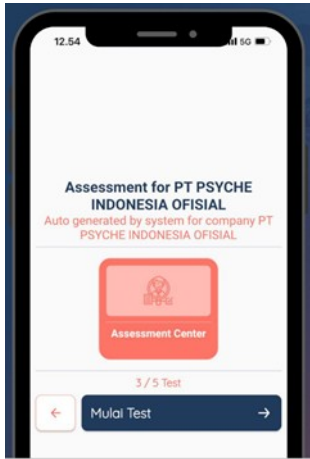 12.54 5G
Assessment for PT PSYCHE
INDONESIA OFISIAL
Auto generated by system for company PT
PSYCHE INDONESIA OFISIAL
Assessment Center
3 / 5 Test
Mulai Test